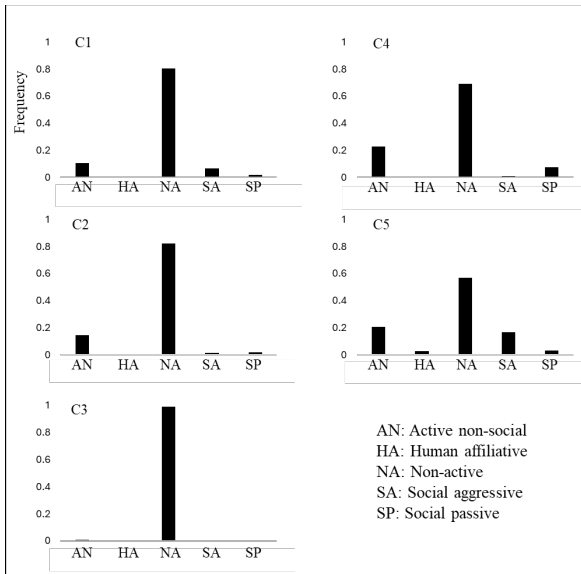 C1
Frequency
1
0.8
0.6
0.4
0.2
0
AN HA NA SA SP
C4
1
0.8
0.6
0.4
0.2
0
AN HA NA SA SP
C2
1
0.8
0.6
0.4
0.2
0
AN HA NA SA SP
C5
1
0.8
0.6
0.4
0.2
0
AN HA NA SA SP
C3
1
0.8
0.6
0.4
0.2
0
AN HA NA SA SP
AN: Active non-social
HA: Human affiliative
NA: Non-active
SA: Social aggressive
SP: Social passive